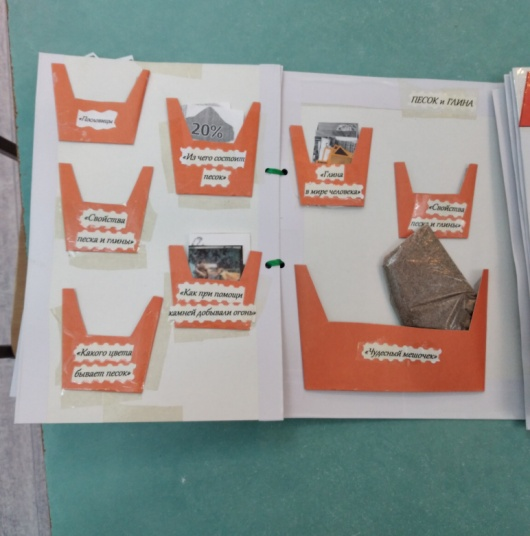 «Пословицы»
20%
«Из чего состоит
песок»
«Свойства
песка и глины»
«Как при помощи
камней добывали огонь»
«Какого цвета
бывает песок»
ПЕСОК и ГЛИНА
«Глина
в мире человека»
«Свойства
песка и глины»
«Чудесный мешочек»